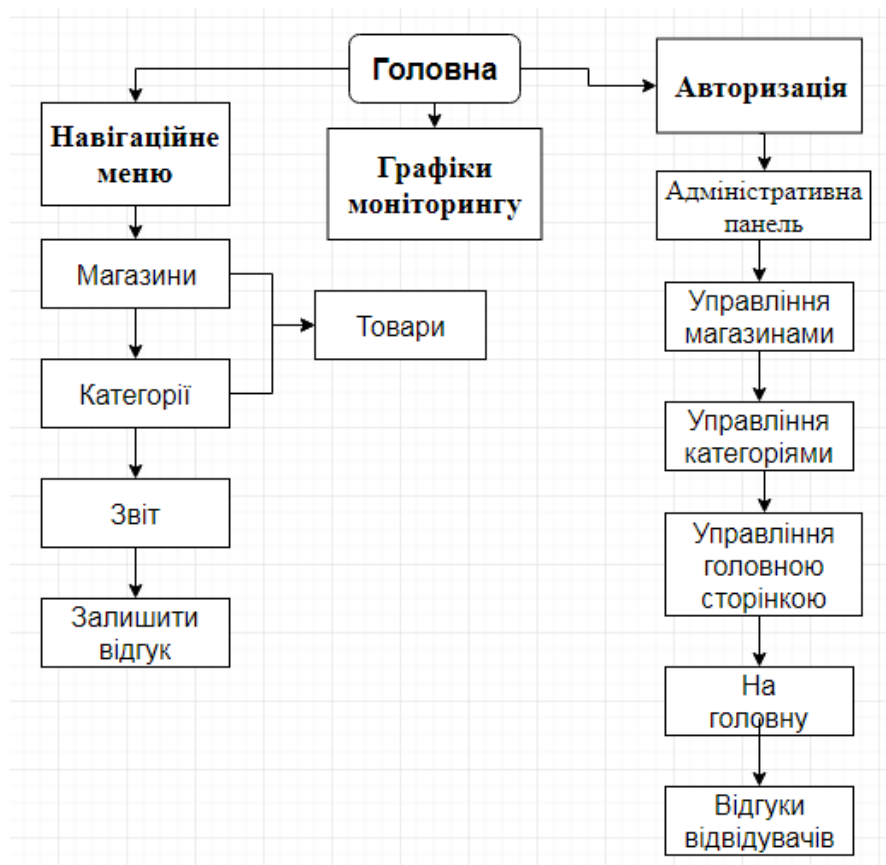 Головна
Авторизація
Навігаційне
меню
Графіки
моніторингу
Адміністративна
панель
Магазини
Товари
Категорії
Звіт
Залишити
відгук
Управління
магазинами
Управління
категоріями
Управління
головною
сторінкою
На
головну
Відгуки
відвідувачів